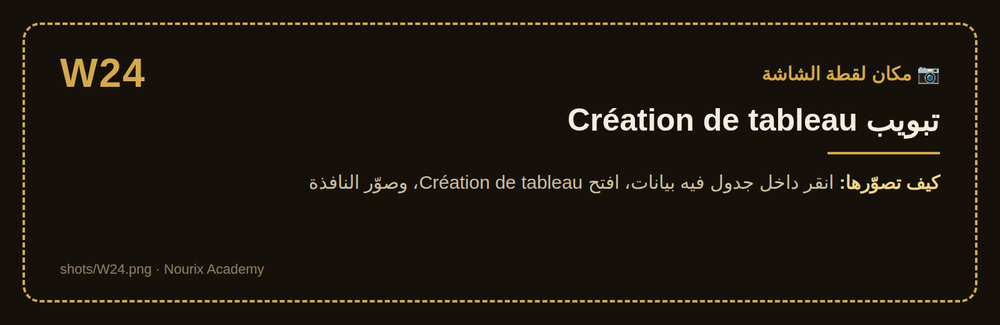 W24
📷 مكان لقطة الشاشة
تبويب Création de tableau
كيف تصوّرها: انقر داخل جدول فيه بيانات، افتح Création de tableau، وصوّر النافذة
shots/W24.png · Nourix Academy